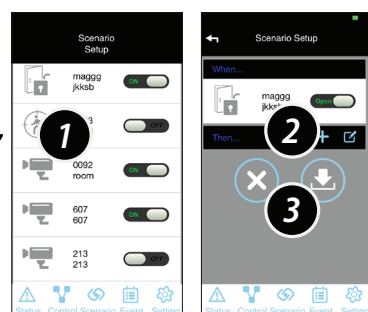 Scenario
Setup
maggg
jkksb
ON
3
OFF
1
0092
room
ON
607
607
ON
213
213
OFF
Status Control Scenario Event Setting
Scenario Setup
When...
maggg
Open
Then...
2
3
Status Control Scenario Event Setting